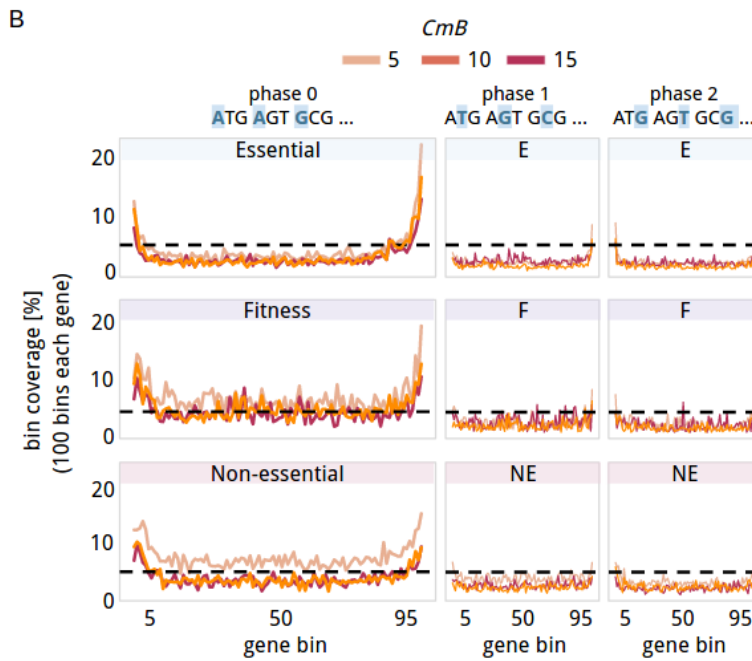 B
CmB
5 10 15
phase 0 phase 1 phase 2
ATG AGT GCG ... ATG AGT GCG ... ATG AGT GCG ...
Essential E E
20
10
0
Fitness F F
20
10
0
Non-essential NE NE
20
10
0
bin coverage [%]
(100 bins each gene)
5 50 95 5 50 95 5 50 95
gene bin gene bin gene bin